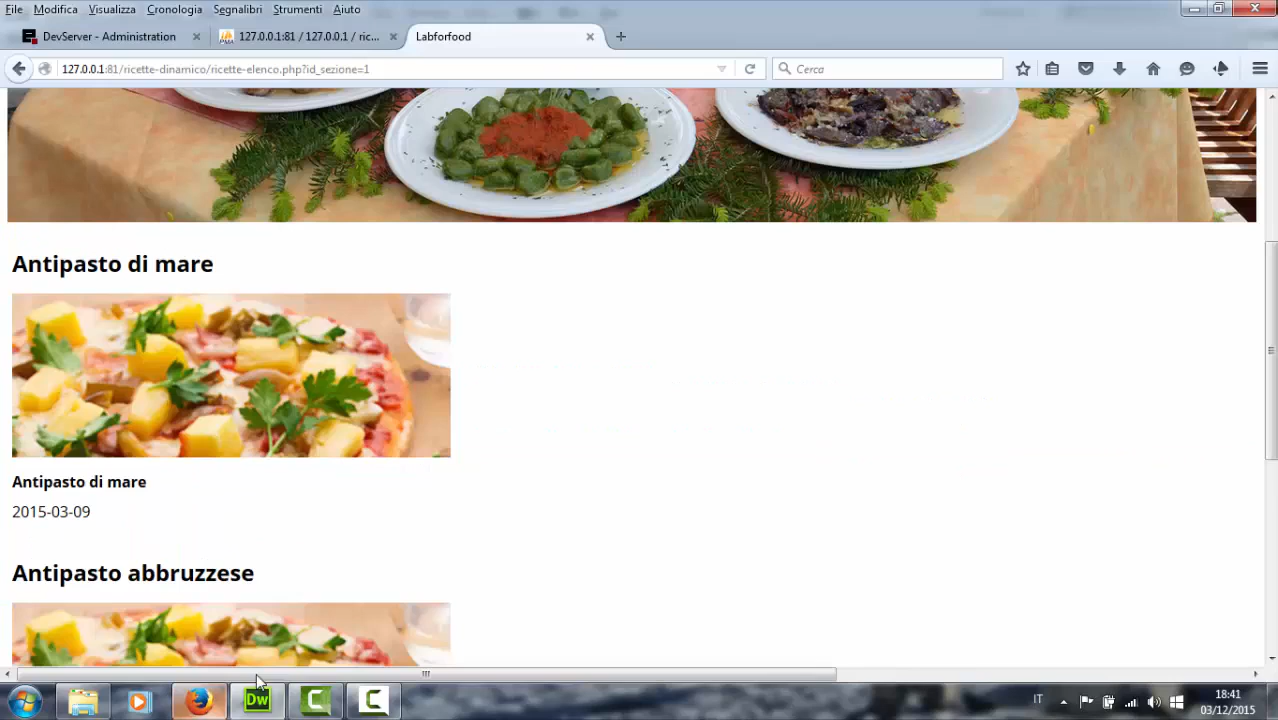 File Modifica Visualizza Cronologia Segnalibri Strumenti Aiuto
DevServer - Administration
127.0.0.1:81 / 127.0.0.1 / ric...
Labforfood
127.0.0.1:81/ricette-dinamico/ricette-elenco.php?id_sezione=1
Cerca
Antipasto di mare
Antipasto di mare
2015-03-09
Antipasto abbruzzese
Dw
IT
18:41
03/12/2015